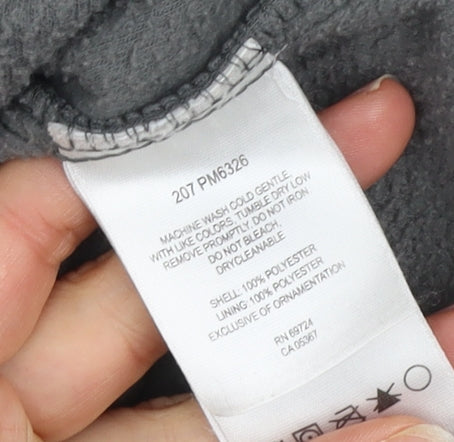 207 PM6326
MACHINE WASH COLD GENTLE
WITH LIKE COLORS. TUMBLE DRY LOW
REMOVE PROMPTLY. DO NOT IRON
DO NOT BLEACH.
DRYCLEANABLE
SHELL: 100% POLYESTER
LINING: 100% POLYESTER
EXCLUSIVE OF ORNAMENTATION
RN 69724
CA 05367